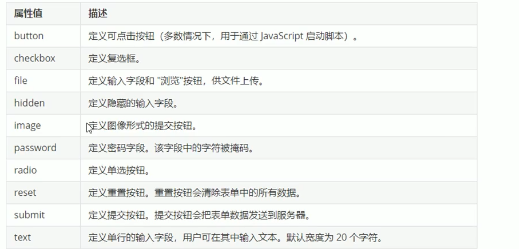 属性值 描述
button 定义可点击按钮（多数情况下，用于通过 JavaScript 启动脚本）。
checkbox 定义复选框。
file 定义输入字段和 "浏览"按钮，供文件上传。
hidden 定义隐藏的输入字段。
image 定义图像形式的提交按钮。
password 定义密码字段。该字段中的字符被掩码。
radio 定义单选按钮。
reset 定义重置按钮。重置按钮会清除表单中的所有数据。
submit 定义提交按钮。提交按钮会把表单数据发送到服务器。
text 定义单行的输入字段，用户可在其中输入文本。默认宽度为 20 个字符。